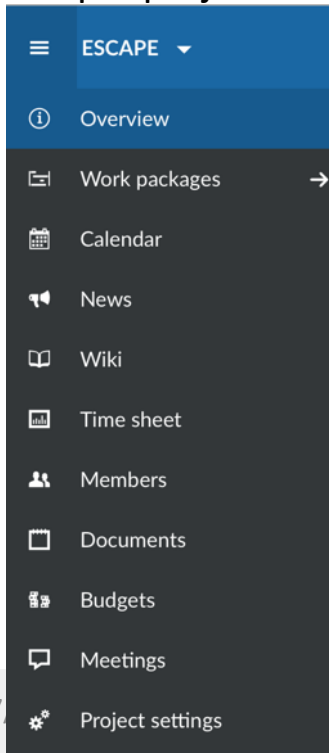 ESCAPE
Overview
Work packages
Calendar
News
Wiki
Time sheet
Members
Documents
Budgets
Meetings
Project settings